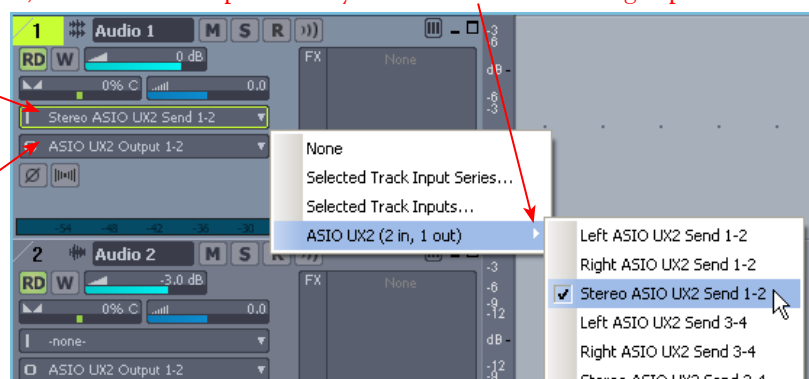 1 Audio 1 M S R
RD W 0 dB FX None
0% C 0.0
Stereo ASIO UX2 Send 1-2
ASIO UX2 Output 1-2
-3
-6
dB -
-6
-3
-54 -48 -42 -36 -30
None
Selected Track Input Series...
Selected Track Inputs...
ASIO UX2 (2 in, 1 out)
Left ASIO UX2 Send 1-2
Right ASIO UX2 Send 1-2
Stereo ASIO UX2 Send 1-2
Left ASIO UX2 Send 3-4
Right ASIO UX2 Send 3-4
2 Audio 2 M S R
RD W -3.0 dB FX None
0% C 0.0
-none-
ASIO UX2 Output 1-2
-3
-6
-9
-12
dB -
-12
-9